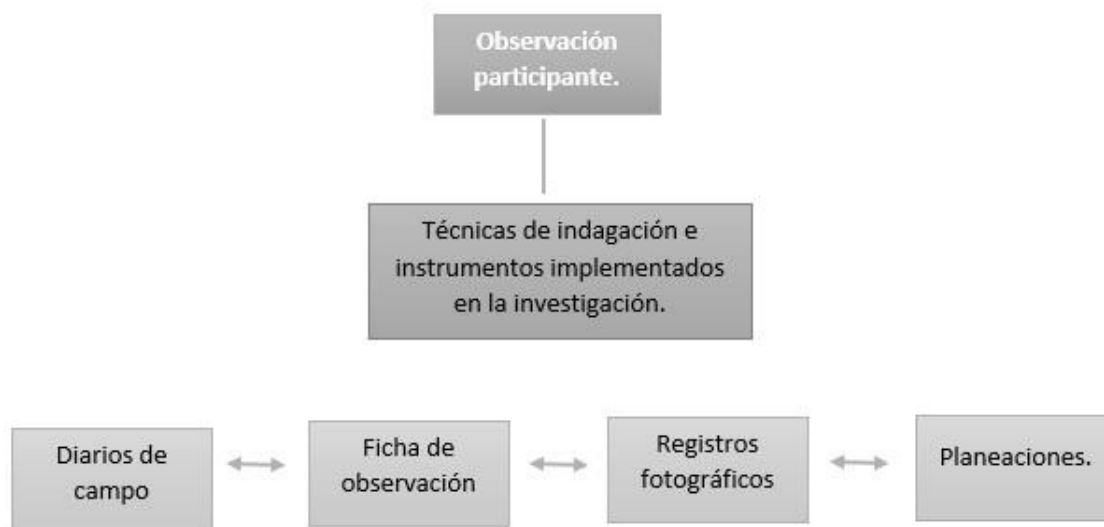 Observación
participante.
Técnicas de indagación e
instrumentos implementados
en la investigación.
Diarios de
campo
Ficha de
observación
Registros
fotográficos
Planeaciones.